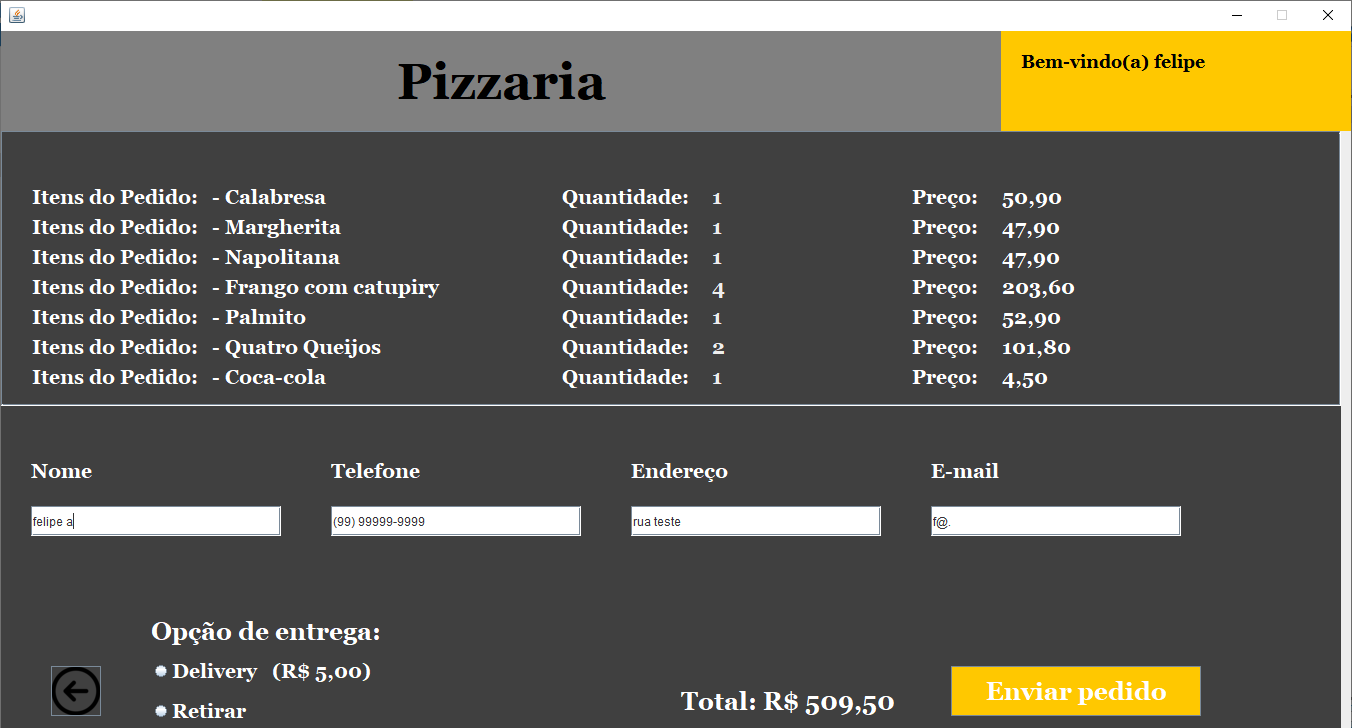 Pizzaria
Bem-vindo(a) felipe
Itens do Pedido: - Calabresa Quantidade: 1 Preço: 50,90
Itens do Pedido: - Margherita Quantidade: 1 Preço: 47,90
Itens do Pedido: - Napolitana Quantidade: 1 Preço: 47,90
Itens do Pedido: - Frango com catupiry Quantidade: 4 Preço: 203,60
Itens do Pedido: - Palmito Quantidade: 1 Preço: 52,90
Itens do Pedido: - Quatro Queijos Quantidade: 2 Preço: 101,80
Itens do Pedido: - Coca-cola Quantidade: 1 Preço: 4,50
Nome Telefone Endereço E-mail
felipe a (99) 99999-9999 rua teste f@.
Opção de entrega:
Delivery (R$ 5,00)
Retirar
Total: R$ 509,50
Enviar pedido